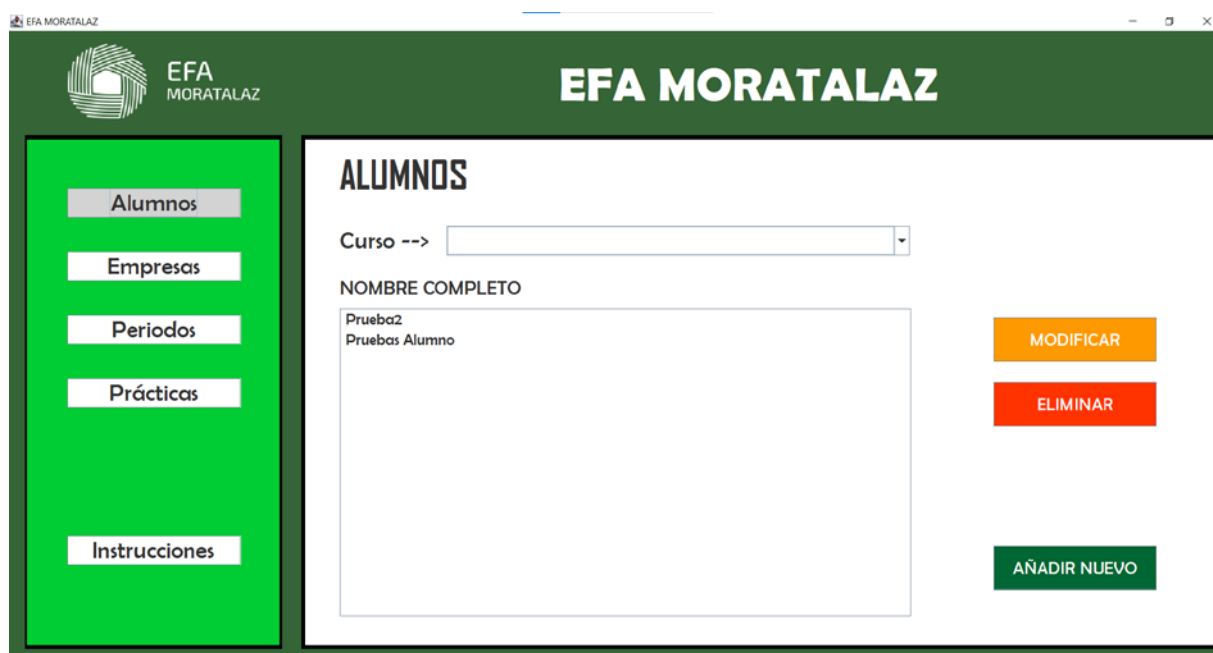 EFA MORATALAZ
EFA
MORATALAZ
EFA MORATALAZ
Alumnos
Empresas
Periodos
Prácticas
Instrucciones
ALUMNOS
Curso -->
NOMBRE COMPLETO
Prueba2
Pruebas Alumno
MODIFICAR
ELIMINAR
AÑADIR NUEVO